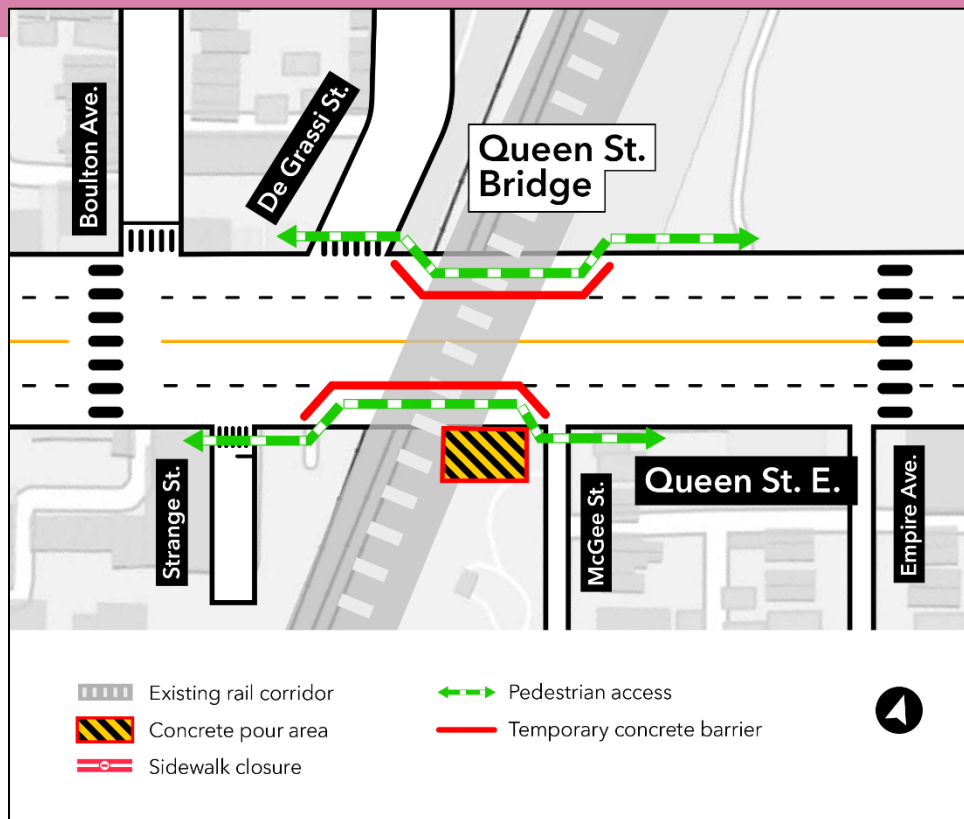 Boulton Ave.
De Grassi St.
Queen St.
Bridge
Strange St.
McGee St.
Queen St. E.
Empire Ave.
Existing rail corridor
Concrete pour area
Sidewalk closure
Pedestrian access
Temporary concrete barrier